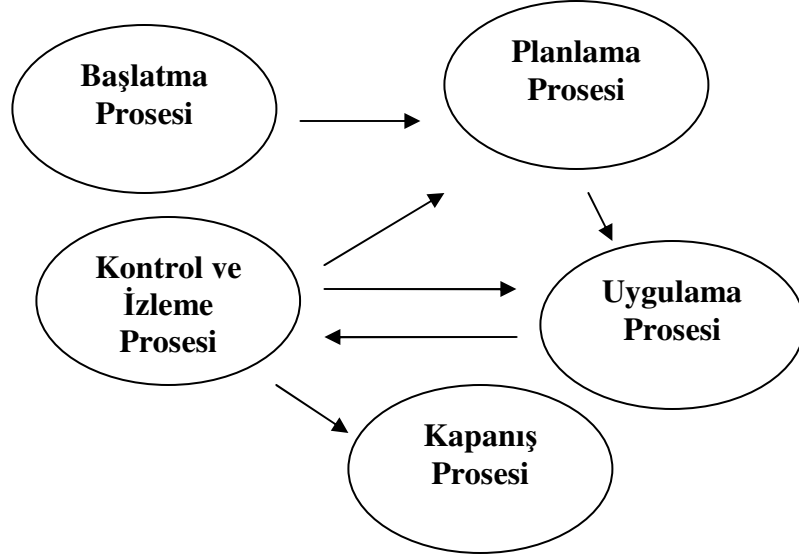 Başlatma
Prosesi
Planlama
Prosesi
Kontrol ve
İzleme
Prosesi
Uygulama
Prosesi
Kapanış
Prosesi